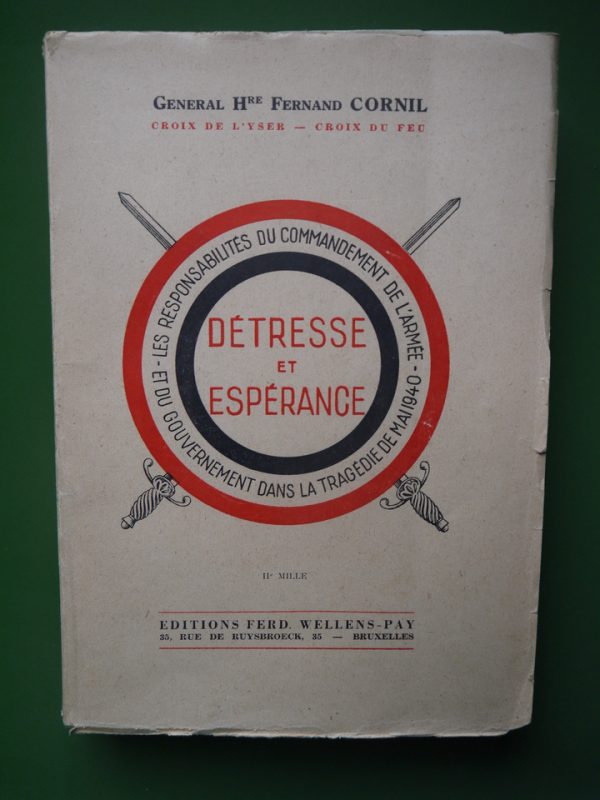 GENERAL HRE FERNAND CORNIL
CROIX DE L'YSER — CROIX DU FEU
- LES RESPONSABILITÉS DU COMMANDEMENT DE L'ARMÉE -
ET DU GOUVERNEMENT DANS LA TRAGÉDIE DE MAI 1940
DÉTRESSE
ET
ESPÉRANCE
IIe MILLE
EDITIONS FERD. WELLENS-PAY
35, RUE DE RUYSBROECK, 35 — BRUXELLES